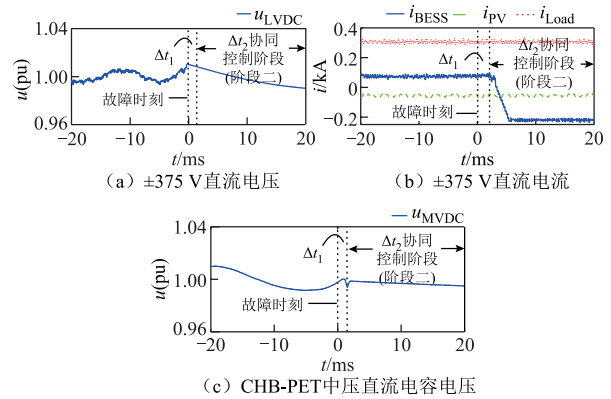 u_LVDC
1.04
Δt₂协同
控制阶段
(阶段二)
Δt₁
1.00
故障时刻
0.96
u(pu)
−20 −10 0 10 20
t/ms
(a) ±375 V直流电压
i_BESS i_PV i_Load
0.4
Δt₂协同
0.2
Δt₁
控制阶段
(阶段二)
0
故障时刻
−0.2
i/kA
−20 −10 0 10 20
t/ms
(b) ±375 V直流电流
u_MVDC
1.04
Δt₂协同
控制阶段
(阶段二)
Δt₁
1.00
故障时刻
0.96
u(pu)
−20 −10 0 10 20
t/ms
(c) CHB-PET中压直流电容电压